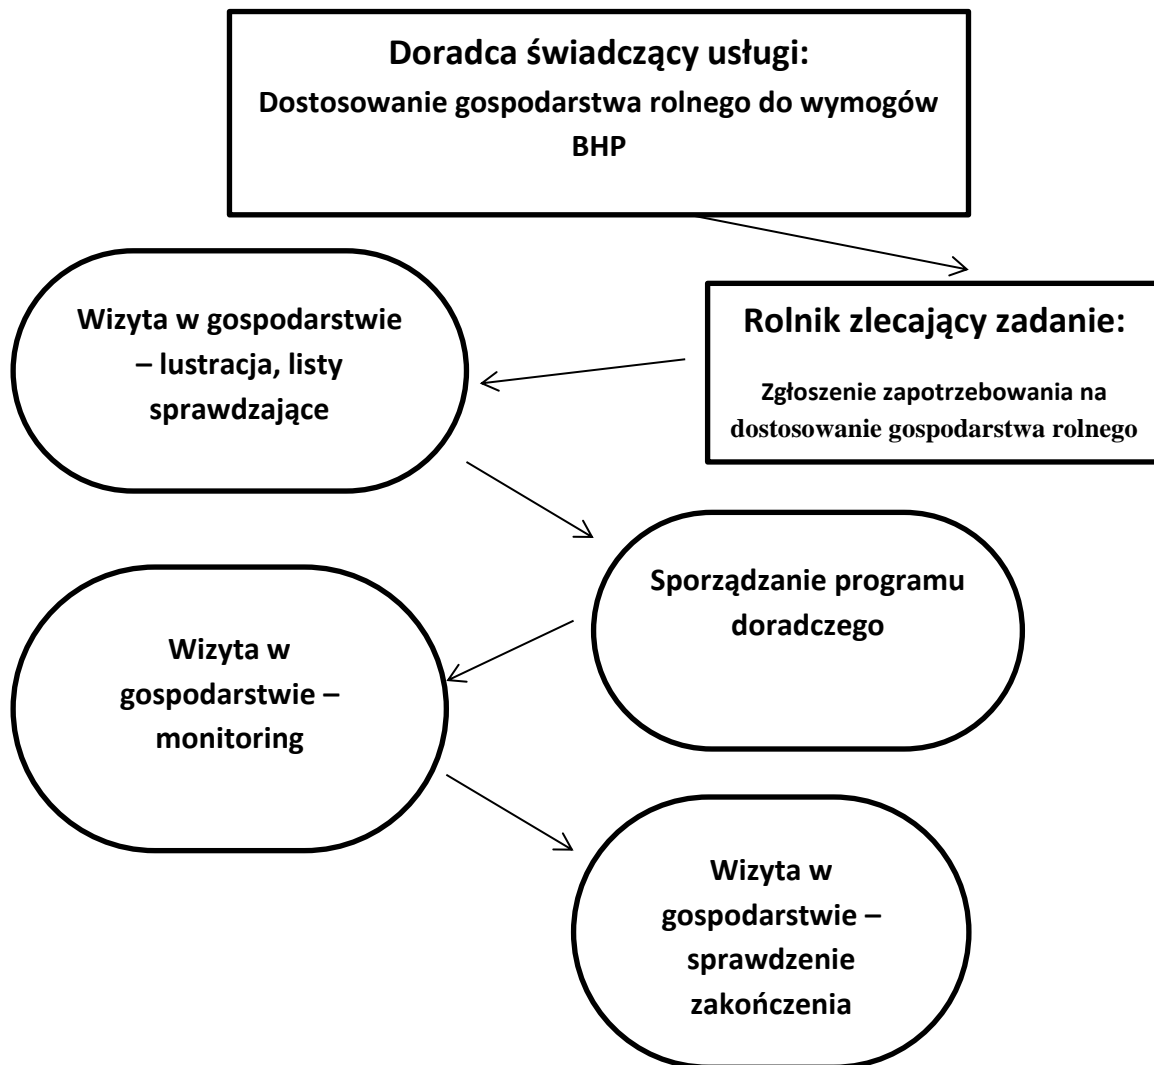 Doradca świadczący usługi:
Dostosowanie gospodarstwa rolnego do wymogów
BHP
Rolnik zlecający zadanie:
Zgłoszenie zapotrzebowania na
dostosowanie gospodarstwa rolnego
Wizyta w gospodarstwie
– lustracja, listy
sprawdzające
Sporządzanie programu
doradczego
Wizyta w
gospodarstwie –
monitoring
Wizyta w
gospodarstwie –
sprawdzenie
zakończenia